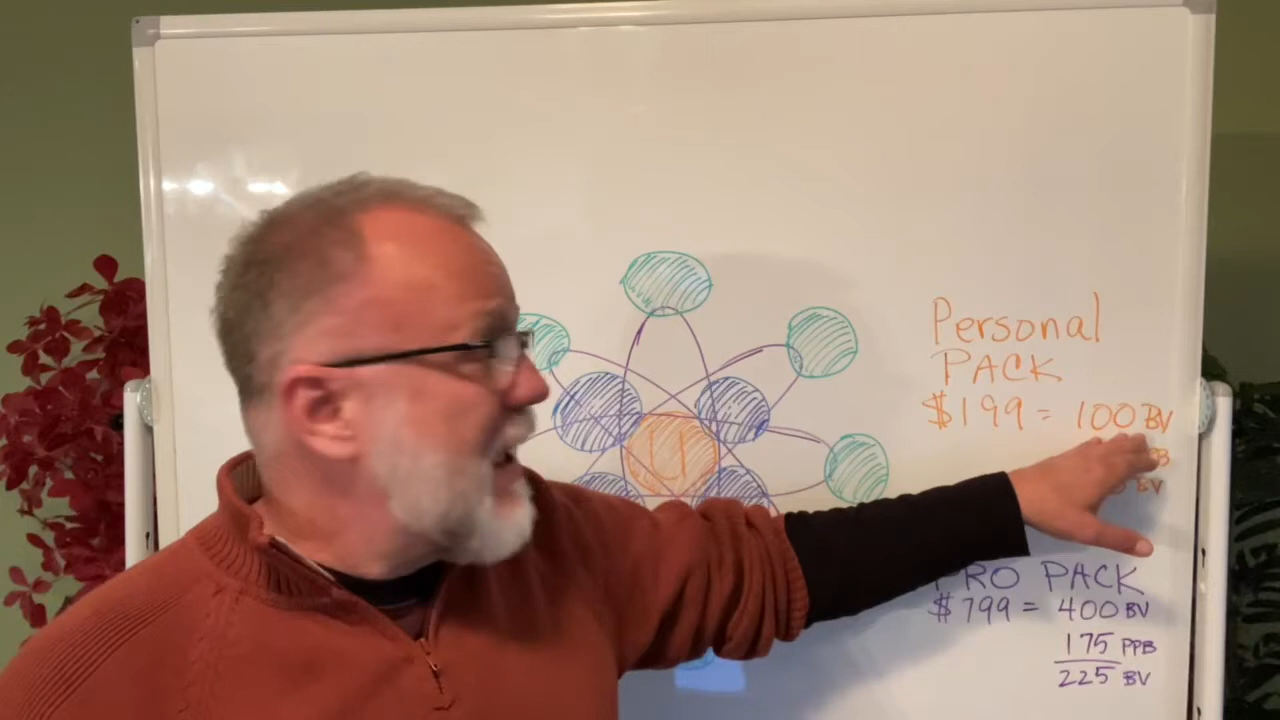 U
Personal
PACK
$199 = 100 BV
BV
PRO PACK
$799 = 400 BV
175 PPB
225 BV